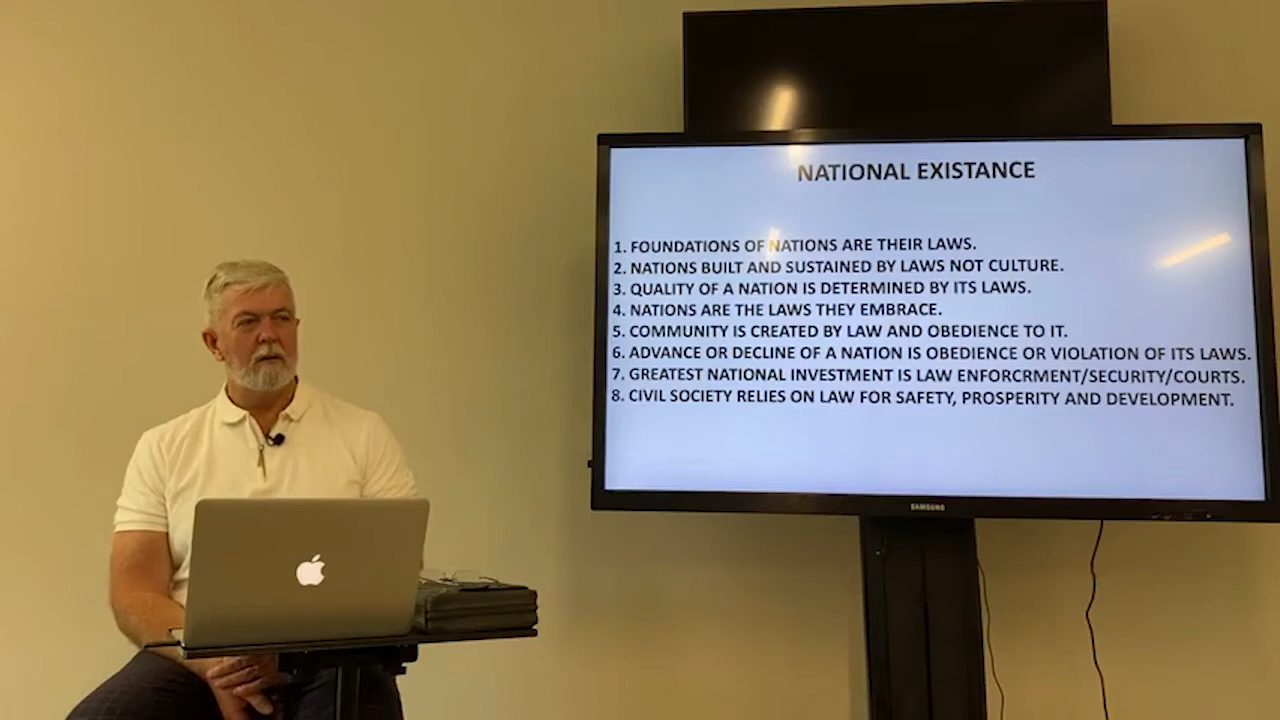 NATIONAL EXISTANCE
1. FOUNDATIONS OF NATIONS ARE THEIR LAWS.
2. NATIONS BUILT AND SUSTAINED BY LAWS NOT CULTURE.
3. QUALITY OF A NATION IS DETERMINED BY ITS LAWS.
4. NATIONS ARE THE LAWS THEY EMBRACE.
5. COMMUNITY IS CREATED BY LAW AND OBEDIENCE TO IT.
6. ADVANCE OR DECLINE OF A NATION IS OBEDIENCE OR VIOLATION OF ITS LAWS.
7. GREATEST NATIONAL INVESTMENT IS LAW ENFORCRMENT/SECURITY/COURTS.
8. CIVIL SOCIETY RELIES ON LAW FOR SAFETY, PROSPERITY AND DEVELOPMENT.
SAMSUNG